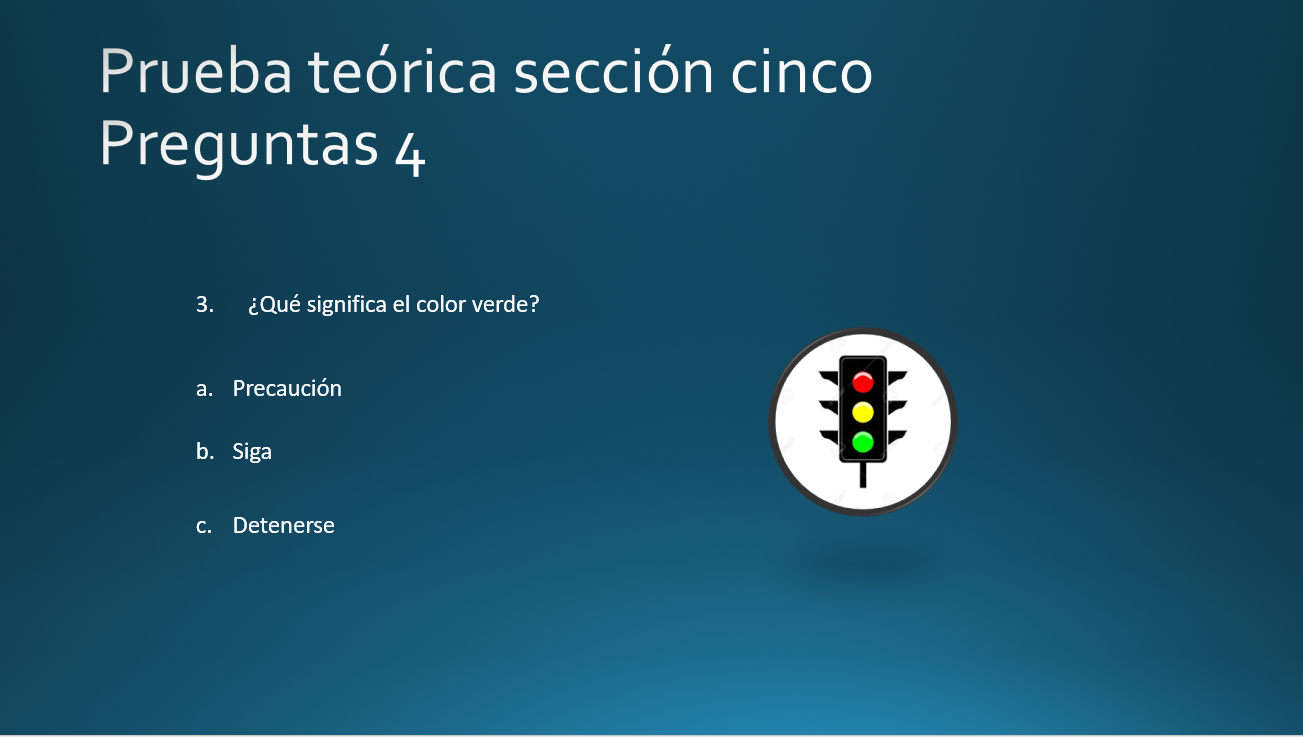 Prueba teórica sección cinco
Preguntas 4
3. ¿Qué significa el color verde?
a. Precaución
b. Siga
c. Detenerse